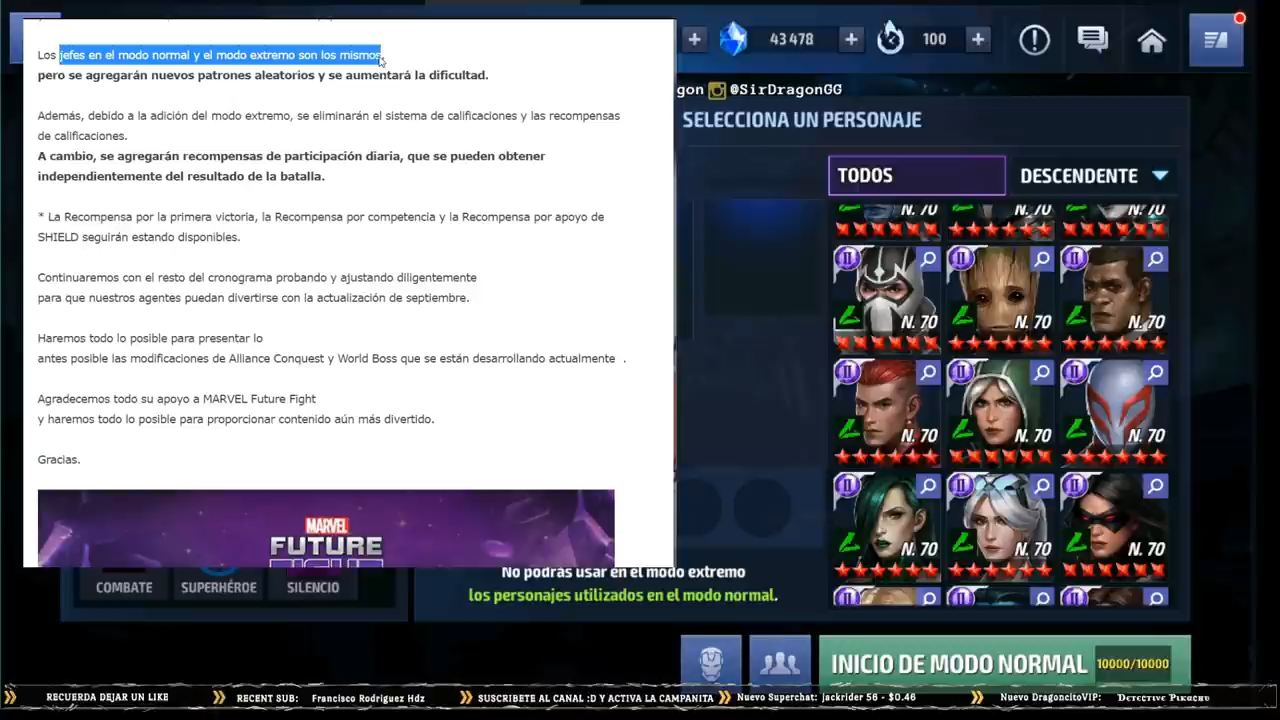 Los jefes en el modo normal y el modo extremo son los mismos,
pero se agregarán nuevos patrones aleatorios y se aumentará la dificultad.
Además, debido a la adición del modo extremo, se eliminarán el sistema de calificaciones y las recompensas
de calificaciones.
A cambio, se agregarán recompensas de participación diaria, que se pueden obtener
independientemente del resultado de la batalla.
* La Recompensa por la primera victoria, la Recompensa por competencia y la Recompensa por apoyo de
SHIELD seguirán estando disponibles.
Continuaremos con el resto del cronograma probando y ajustando diligentemente
para que nuestros agentes puedan divertirse con la actualización de septiembre.
Haremos todo lo posible para presentar lo
antes posible las modificaciones de Alliance Conquest y World Boss que se están desarrollando actualmente .
Agradecemos todo su apoyo a MARVEL Future Fight
y haremos todo lo posible para proporcionar contenido aún más divertido.
Gracias.
MARVEL
FUTURE
FIGHT
43 478
100
gon @SirDragonGG
SELECCIONA UN PERSONAJE
TODOS
DESCENDENTE
N. 70 N. 70 N. 70
N. 70 N. 70 N. 70
N. 70 N. 70 N. 70
N. 70 N. 70 N. 70
COMBATE SUPERHÉROE SILENCIO
No podrás usar en el modo extremo
los personajes utilizados en el modo normal.
INICIO DE MODO NORMAL 10000/10000
RECUERDA DEJAR UN LIKE RECENT SUB: Francisco Rodriguez Hdz SUSCRIBETE AL CANAL :D Y ACTIVA LA CAMPANITA Nuevo Superchat: jackrider 56 - $0.46 Nuevo DragoncitoVIP: Detective Pikachu